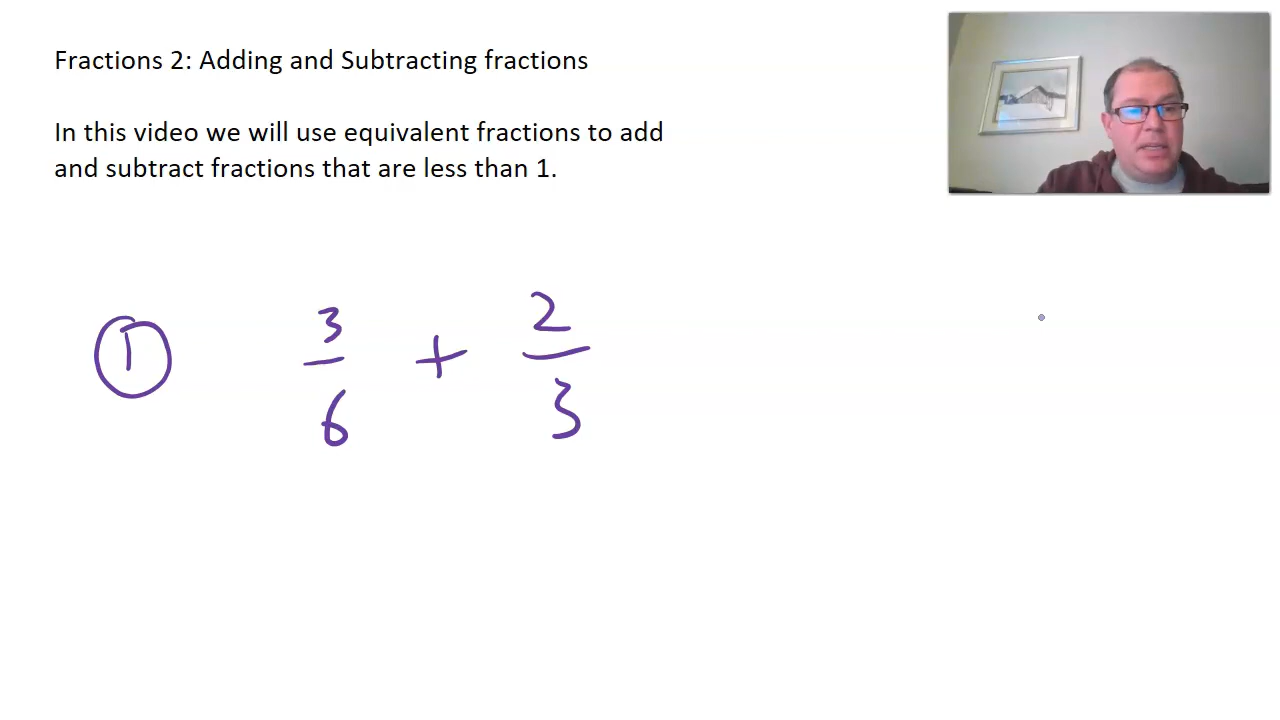 Fractions 2: Adding and Subtracting fractions
In this video we will use equivalent fractions to add
and subtract fractions that are less than 1.
① 3/6 + 2/3